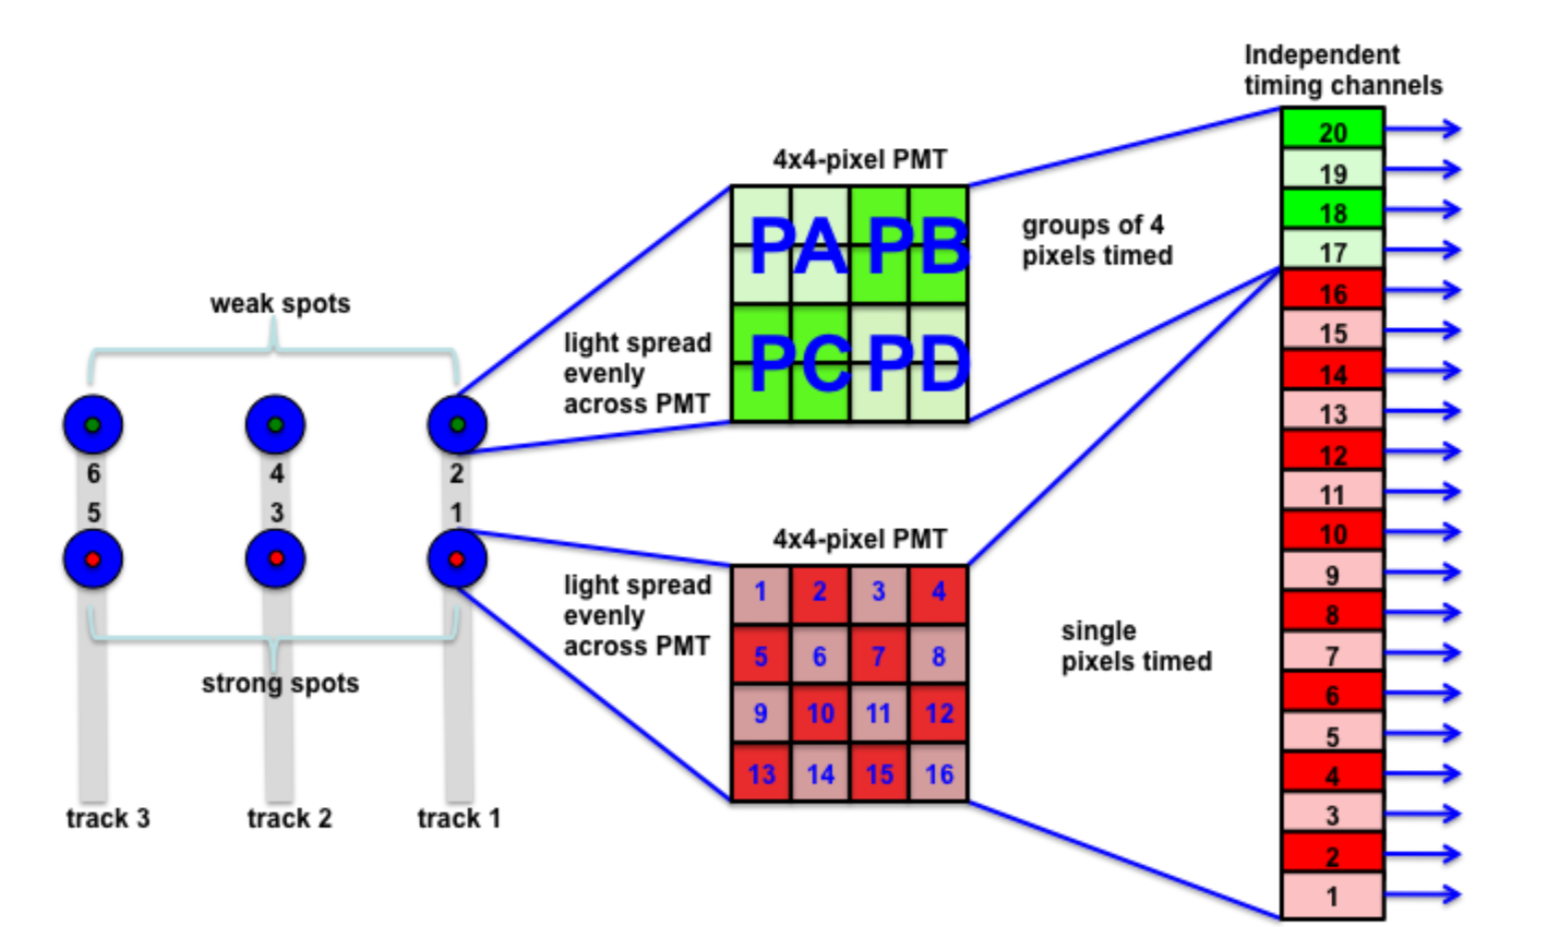 Independent
timing channels
4x4-pixel PMT
PA PB
PC PD
groups of 4
pixels timed
light spread
evenly
across PMT
weak spots
6 4 2
5 3 1
strong spots
track 3 track 2 track 1
4x4-pixel PMT
light spread
evenly
across PMT
1 2 3 4
5 6 7 8
9 10 11 12
13 14 15 16
single
pixels timed
20
19
18
17
16
15
14
13
12
11
10
9
8
7
6
5
4
3
2
1